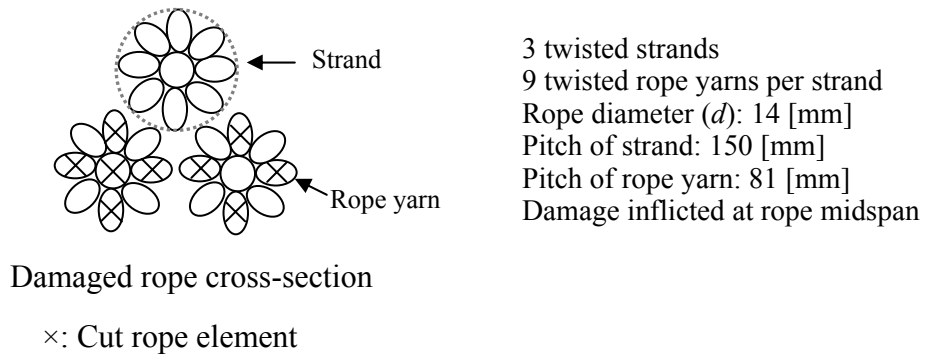 Strand
Rope yarn
3 twisted strands
9 twisted rope yarns per strand
Rope diameter (d): 14 [mm]
Pitch of strand: 150 [mm]
Pitch of rope yarn: 81 [mm]
Damage inflicted at rope midspan
Damaged rope cross-section
×: Cut rope element